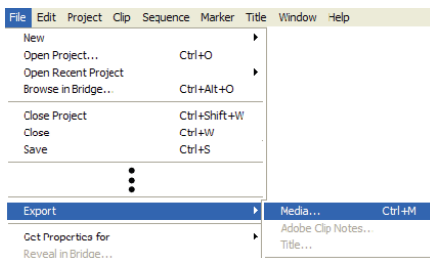 File Edit Project Clip Sequence Marker Title Window Help
New
Open Project... Ctrl+O
Open Recent Project
Browse in Bridge... Ctrl+Alt+O
Close Project Ctrl+Shift+W
Close Ctrl+W
Save Ctrl+S
Export Media... Ctrl+M
Adobe Clip Notes...
Get Properties for Title...
Reveal in Bridge...